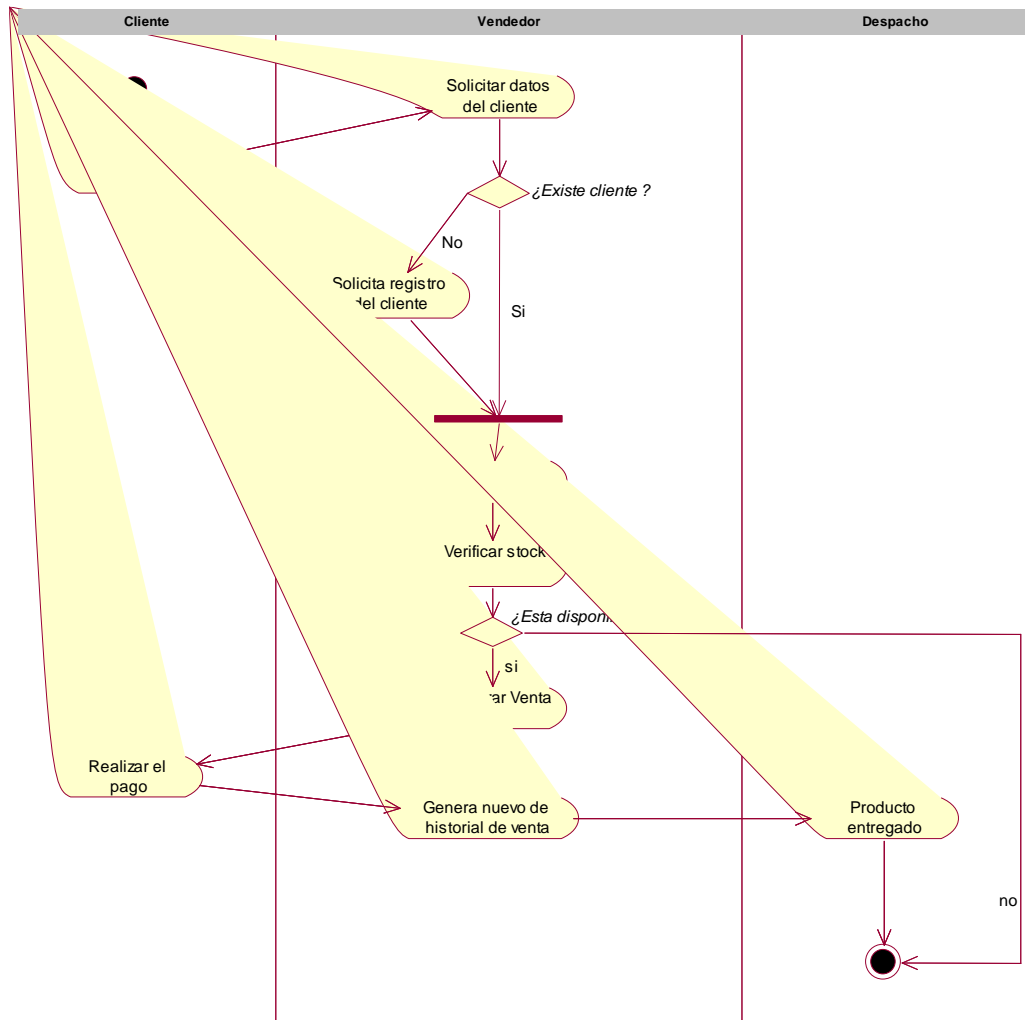 Cliente
Vendedor
Despacho
Solicitar datos
del cliente
¿Existe cliente ?
No
Solicita registro
del cliente
Si
Verificar stock
¿Esta
si
Venta
Realizar el
pago
Genera nuevo de
historial de venta
Producto
entregado
no